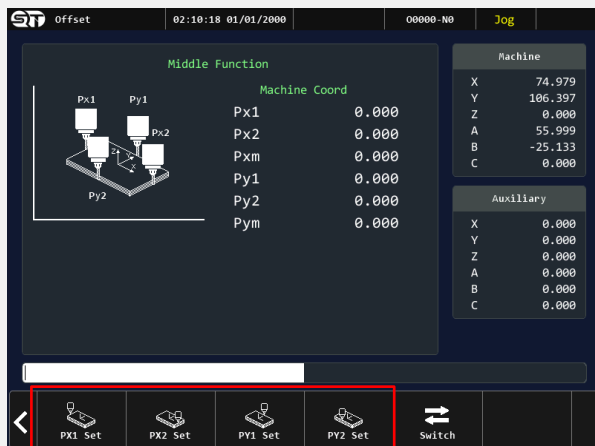 ST Offset 02:10:18 01/01/2000 O0000-N0 Jog
Middle Function
Machine Coord
Px1 0.000
Px2 0.000
Pxm 0.000
Py1 0.000
Py2 0.000
Pym 0.000
Px1 Py1
Px2
Z Y
X
Py2
Machine
X 74.979
Y 106.397
Z 0.000
A 55.999
B -25.133
C 0.000
Auxiliary
X 0.000
Y 0.000
Z 0.000
A 0.000
B 0.000
C 0.000
PX1 Set PX2 Set PY1 Set PY2 Set Switch